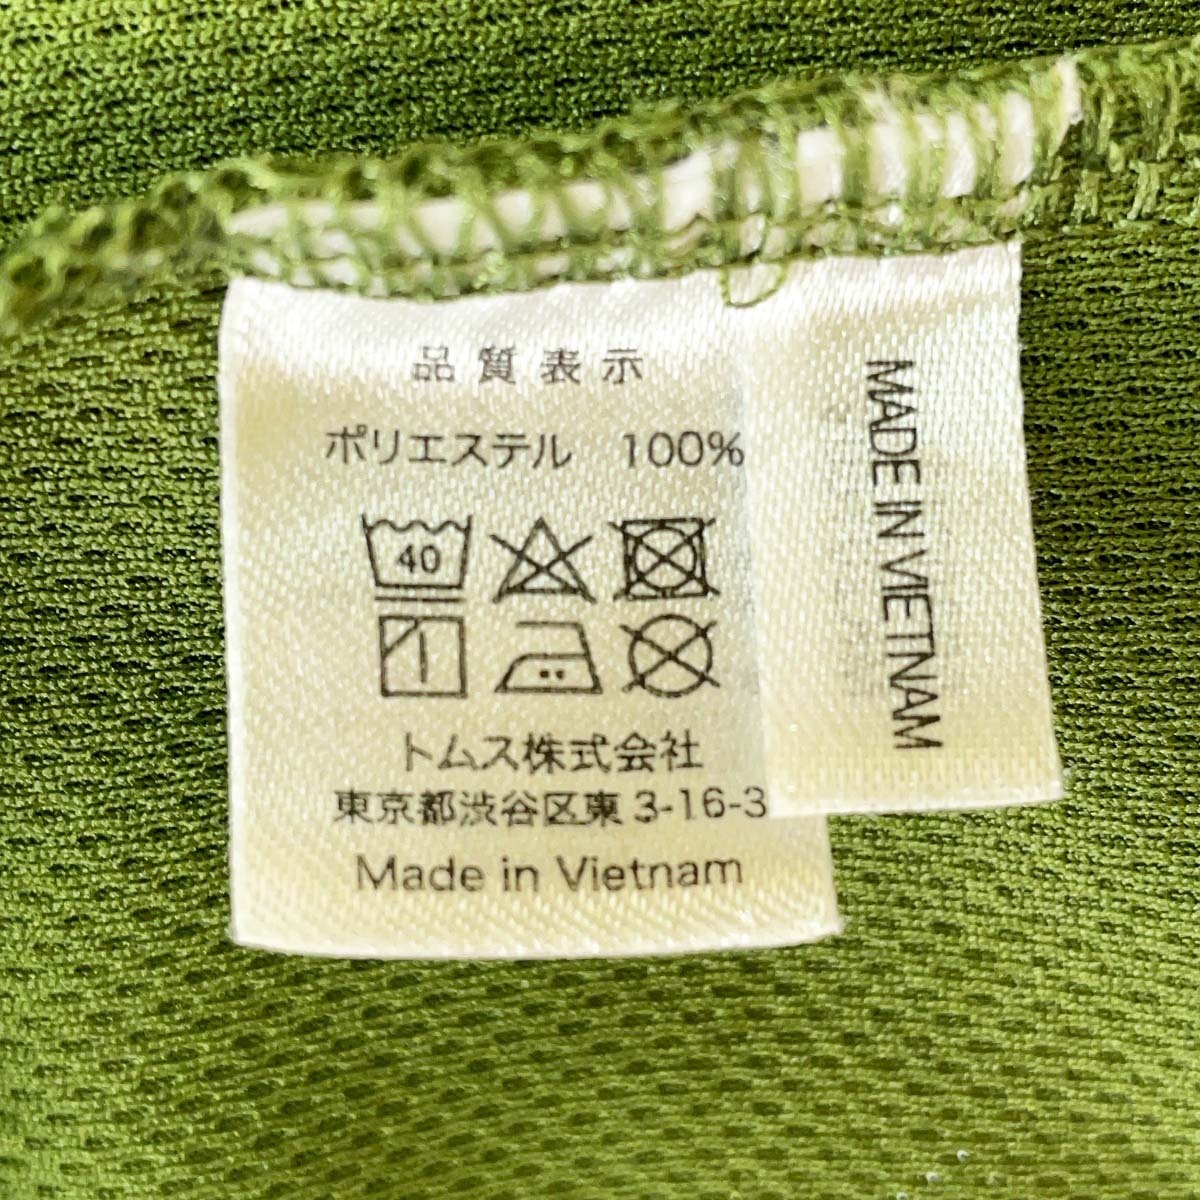 品質表示
ポリエステル 100%
40
トムス株式会社
東京都渋谷区東3-16-3
Made in Vietnam
MADE IN VIETNAM